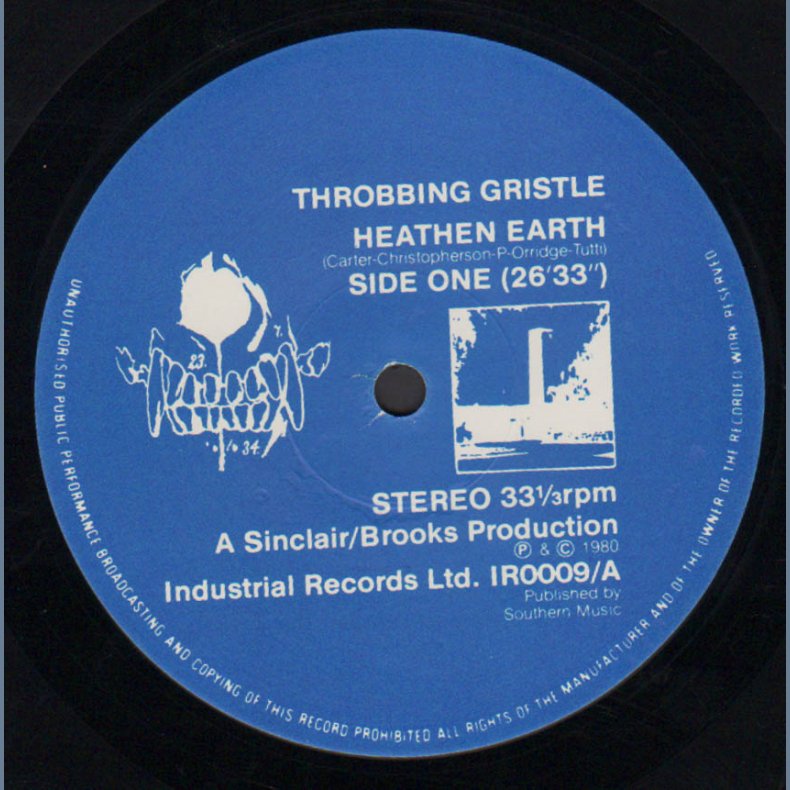 THROBBING GRISTLE
HEATHEN EARTH
(Carter-Christopherson-P-Orridge-Tutti)
SIDE ONE (26'33")
23.
7.
34.
STEREO 33⅓rpm
A Sinclair/Brooks Production
Ⓟ & © 1980
Industrial Records Ltd. IR0009/A
Published by
Southern Music
UNAUTHORISED PUBLIC PERFORMANCE BROADCASTING AND COPYING OF THIS RECORD PROHIBITED ALL RIGHTS OF THE MANUFACTURER AND OF THE OWNER OF THE RECORDED WORK RESERVED